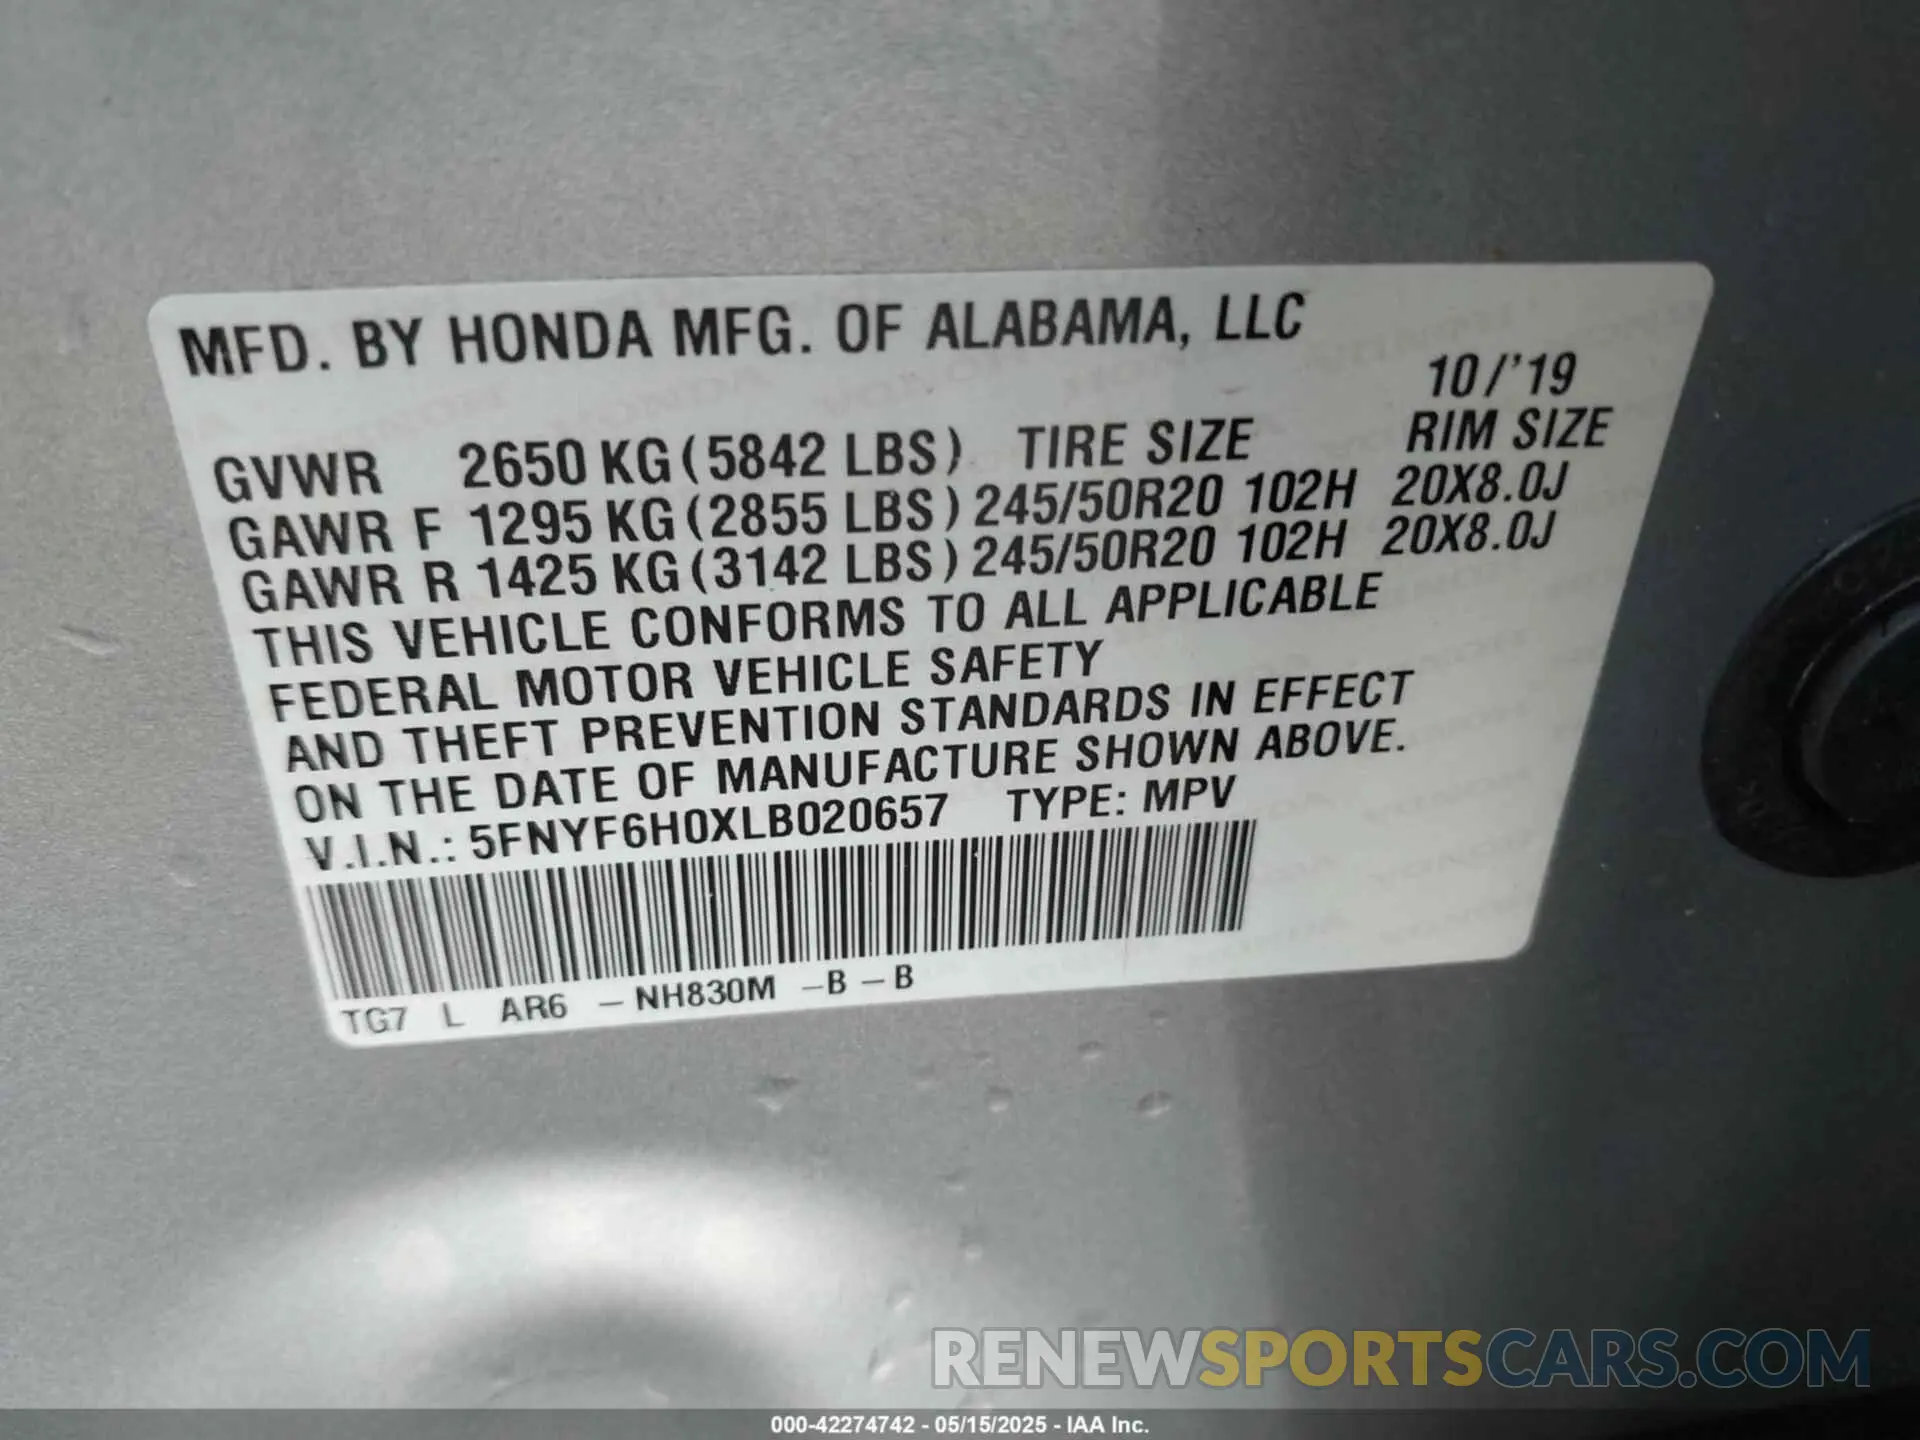 MFD. BY HONDA MFG. OF ALABAMA, LLC
10/'19
GVWR 2650 KG (5842 LBS) TIRE SIZE RIM SIZE
GAWR F 1295 KG (2855 LBS) 245/50R20 102H 20X8.0J
GAWR R 1425 KG (3142 LBS) 245/50R20 102H 20X8.0J
THIS VEHICLE CONFORMS TO ALL APPLICABLE
FEDERAL MOTOR VEHICLE SAFETY
AND THEFT PREVENTION STANDARDS IN EFFECT
ON THE DATE OF MANUFACTURE SHOWN ABOVE.
V.I.N.: 5FNYF6H0XLB020657 TYPE: MPV
TG7 L AR6 – NH830M – B – B
RENEWSPORTSCARS.COM
000-42274742 - 05/15/2025 - IAA Inc.